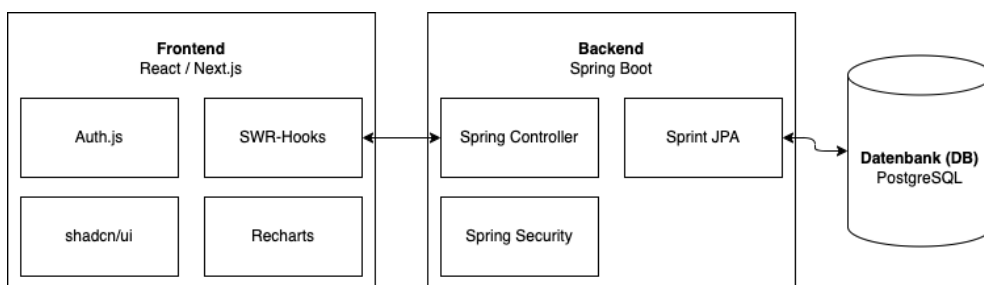 Frontend
React / Next.js
Auth.js
SWR-Hooks
shadcn/ui
Recharts
Backend
Spring Boot
Spring Controller
Sprint JPA
Spring Security
Datenbank (DB)
PostgreSQL